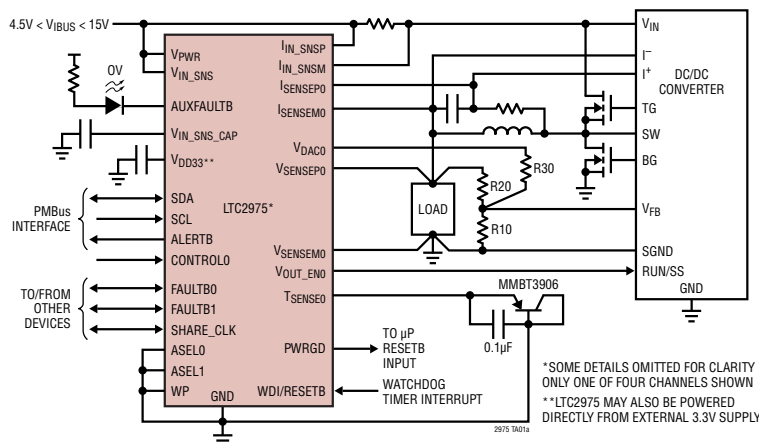 4.5V < VIBUS < 15V
VPWR
VIN_SNS
OV
AUXFAULTB
VIN_SNS_CAP
VDD33**
SDA
PMBus
INTERFACE
SCL
ALERTB
CONTROL0
FAULTB0
TO/FROM
OTHER
DEVICES
FAULTB1
SHARE_CLK
ASEL0
ASEL1
WP
GND
LTC2975*
IIN_SNSP
IIN_SNSM
ISENSEP0
ISENSEM0
VDAC0
VSENSEP0
VSENSEM0
VOUT_EN0
TSENSE0
PWRGD
WDI/RESETB
R30
R20
LOAD
R10
MMBT3906
0.1µF
TO µP
RESETB
INPUT
WATCHDOG
TIMER INTERRUPT
2975 TA01a
VIN
I–
I+
DC/DC
CONVERTER
TG
SW
BG
VFB
SGND
RUN/SS
GND
*SOME DETAILS OMITTED FOR CLARITY
ONLY ONE OF FOUR CHANNELS SHOWN
**LTC2975 MAY ALSO BE POWERED
DIRECTLY FROM EXTERNAL 3.3V SUPPLY